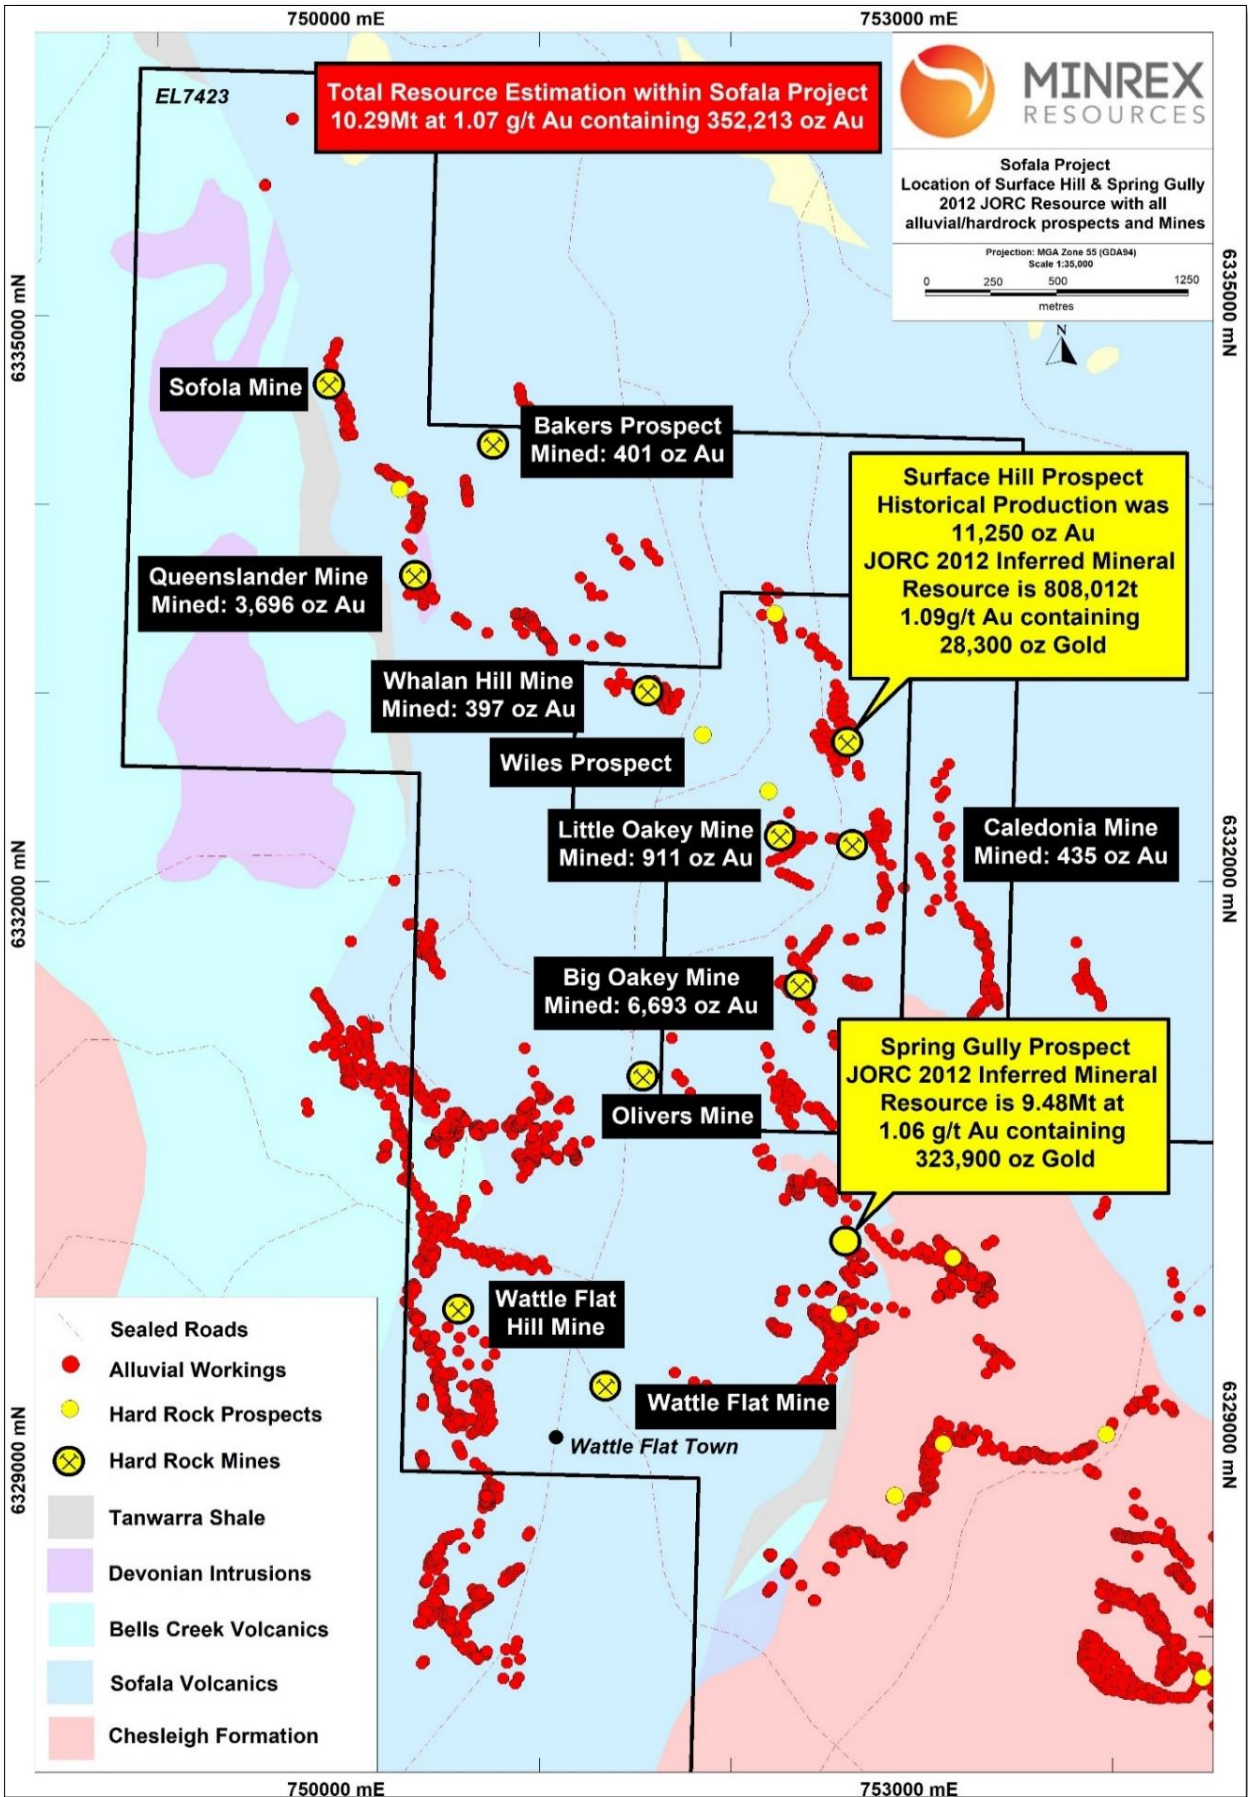 750000 mE
753000 mE
EL7423
Total Resource Estimation within Sofala Project
10.29Mt at 1.07 g/t Au containing 352,213 oz Au
MINREX
RESOURCES
Sofala Project
Location of Surface Hill & Spring Gully
2012 JORC Resource with all
alluvial/hardrock prospects and Mines
Projection: MGA Zone 55 (GDA94)
Scale 1:35,000
0 250 500 1250
metres
N
6335000 mN
6335000 mN
Sofola Mine
Bakers Prospect
Mined: 401 oz Au
Surface Hill Prospect
Historical Production was
11,250 oz Au
JORC 2012 Inferred Mineral
Resource is 808,012t
1.09g/t Au containing
28,300 oz Gold
Queenslander Mine
Mined: 3,696 oz Au
Whalan Hill Mine
Mined: 397 oz Au
Wiles Prospect
Little Oakey Mine
Mined: 911 oz Au
Caledonia Mine
Mined: 435 oz Au
6332000 mN
6332000 mN
Big Oakey Mine
Mined: 6,693 oz Au
Spring Gully Prospect
JORC 2012 Inferred Mineral
Resource is 9.48Mt at
1.06 g/t Au containing
323,900 oz Gold
Olivers Mine
Wattle Flat
Hill Mine
Wattle Flat Mine
Wattle Flat Town
6329000 mN
6329000 mN
Sealed Roads
Alluvial Workings
Hard Rock Prospects
Hard Rock Mines
Tanwarra Shale
Devonian Intrusions
Bells Creek Volcanics
Sofala Volcanics
Chesleigh Formation
750000 mE
753000 mE